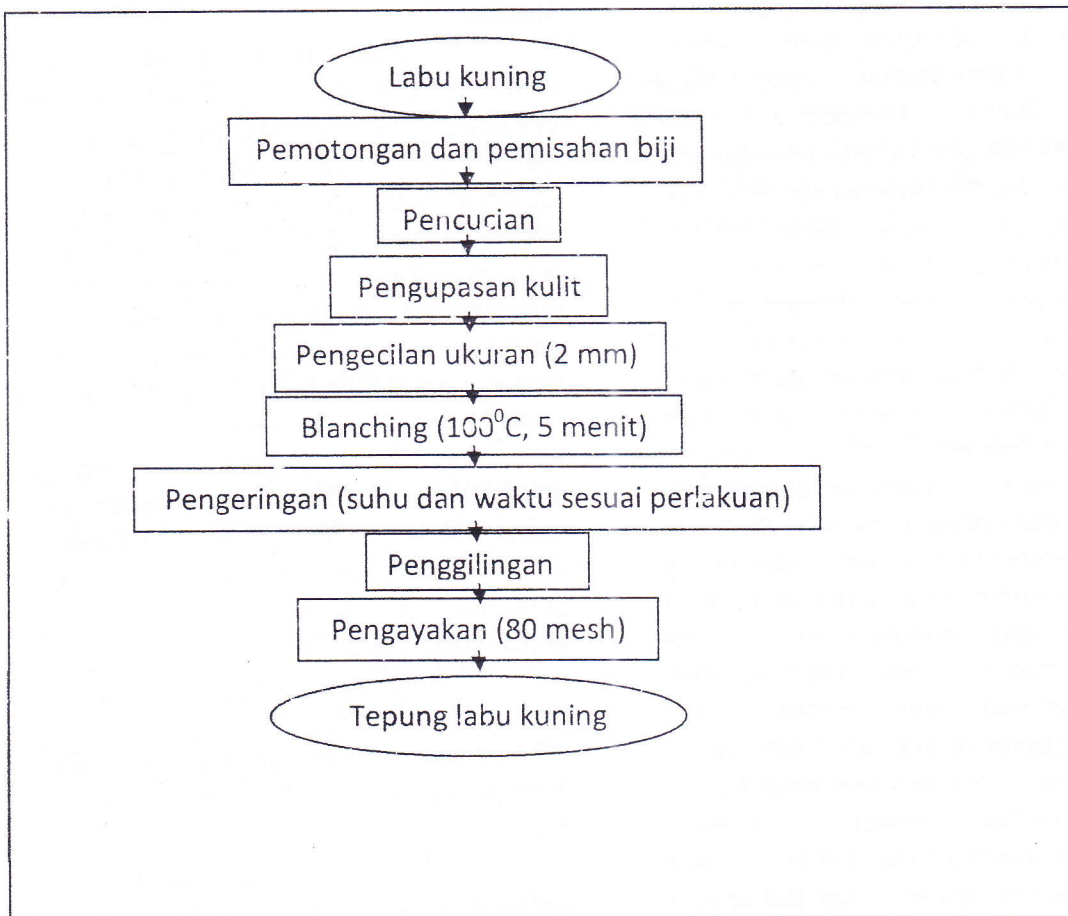 Labu kuning
Pemotongan dan pemisahan biji
Pencucian
Pengupasan kulit
Pengecilan ukuran (2 mm)
Blanching (100⁰C, 5 menit)
Pengeringan (suhu dan waktu sesuai perlakuan)
Penggilingan
Pengayakan (80 mesh)
Tepung labu kuning